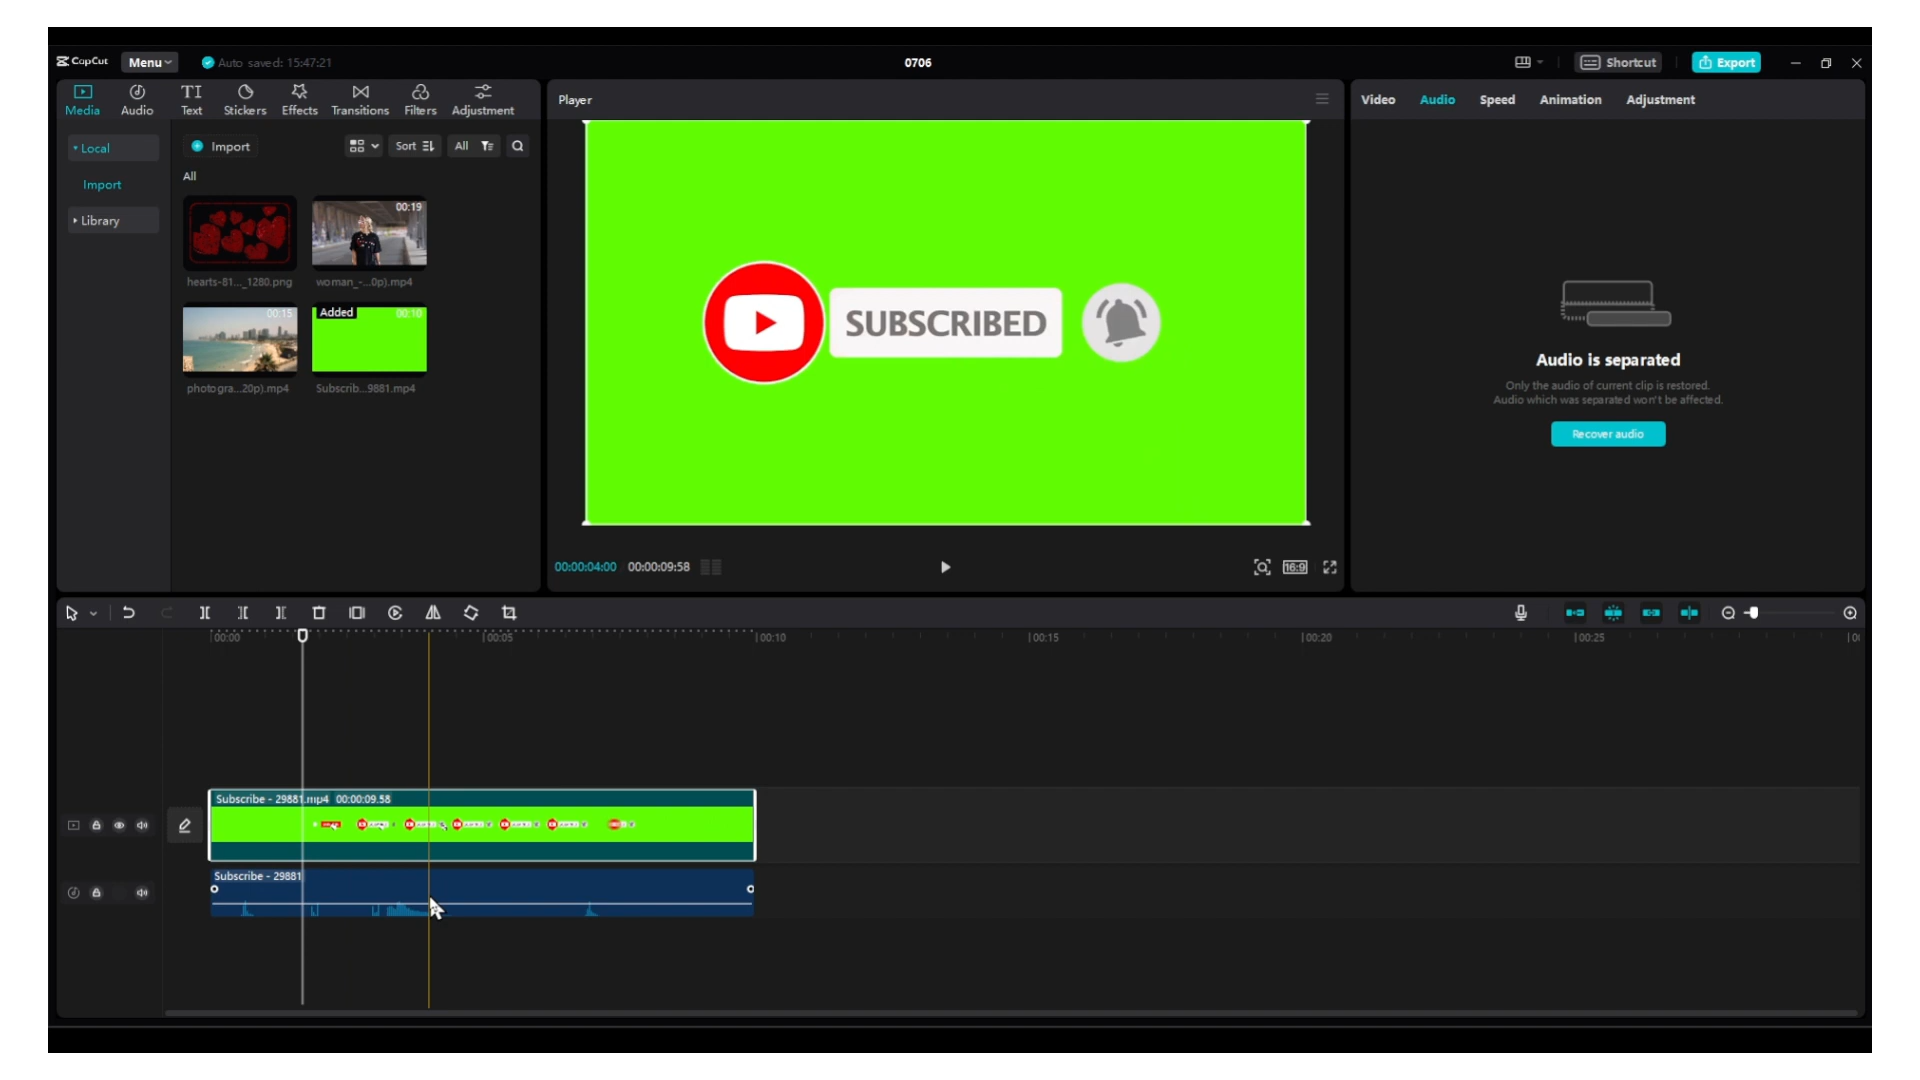 CapCut Menu Auto saved: 15:47:21 0706 Shortcut Export
Media Audio Text Stickers Effects Transitions Filters Adjustment
Player
Video Audio Speed Animation Adjustment
Local
Import
Library
Import Sort All
All
00:19
hearts-81..._1280.png woman_-...0p).mp4
00:15 Added 00:10
photogra...20p).mp4 Subscrib...9881.mp4
SUBSCRIBED
Audio is separated
Only the audio of current clip is restored.
Audio which was separated won't be affected.
Recover audio
00:00:04:00 00:00:09:58 16:9
00:00 00:05 00:10 00:15 00:20 00:25
Subscribe - 29881.mp4 00:00:09.58
Subscribe - 29881